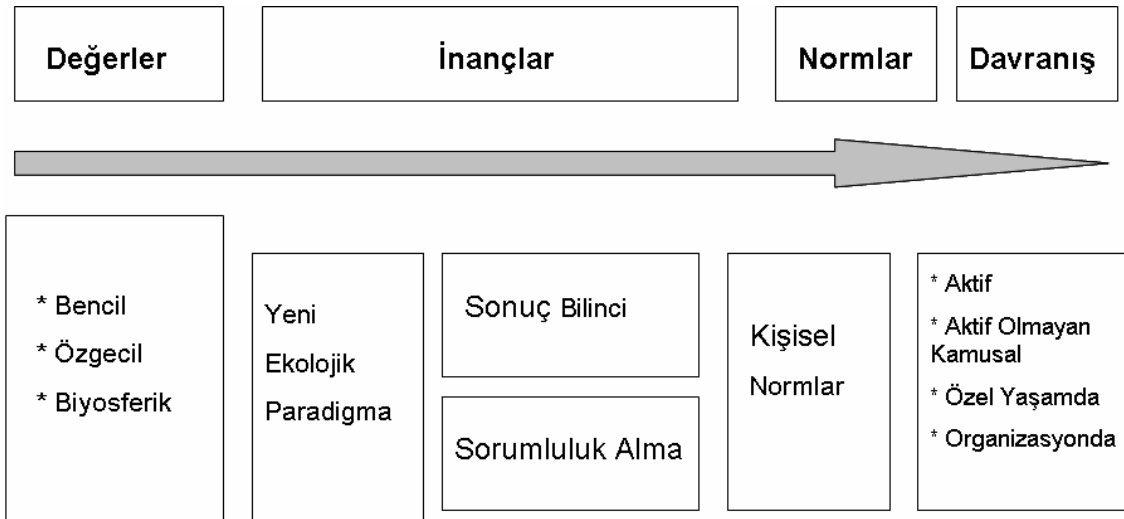 Değerler
İnançlar
Normlar
Davranış
* Bencil
* Özgecil
* Biyosferik
Yeni
Ekolojik
Paradigma
Sonuç Bilinci
Sorumluluk Alma
Kişisel
Normlar
* Aktif
* Aktif Olmayan
Kamusal
* Özel Yaşamda
* Organizasyonda